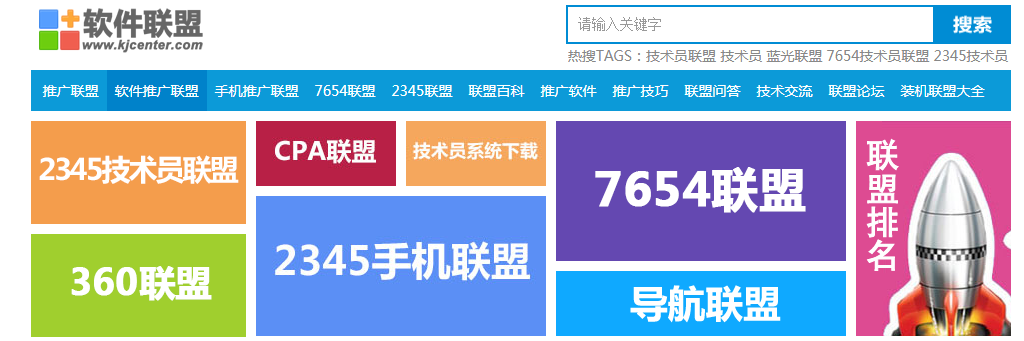 软件联盟
www.kjcenter.com
请输入关键字
搜索
热搜TAGS：技术员联盟 技术员 蓝光联盟 7654技术员联盟 2345技术员
推广联盟 软件推广联盟 手机推广联盟 7654联盟 2345联盟 联盟百科 推广软件 推广技巧 联盟问答 技术交流 联盟论坛 装机联盟大全
2345技术员联盟
CPA联盟
技术员系统下载
7654联盟
联盟排名
360联盟
2345手机联盟
导航联盟